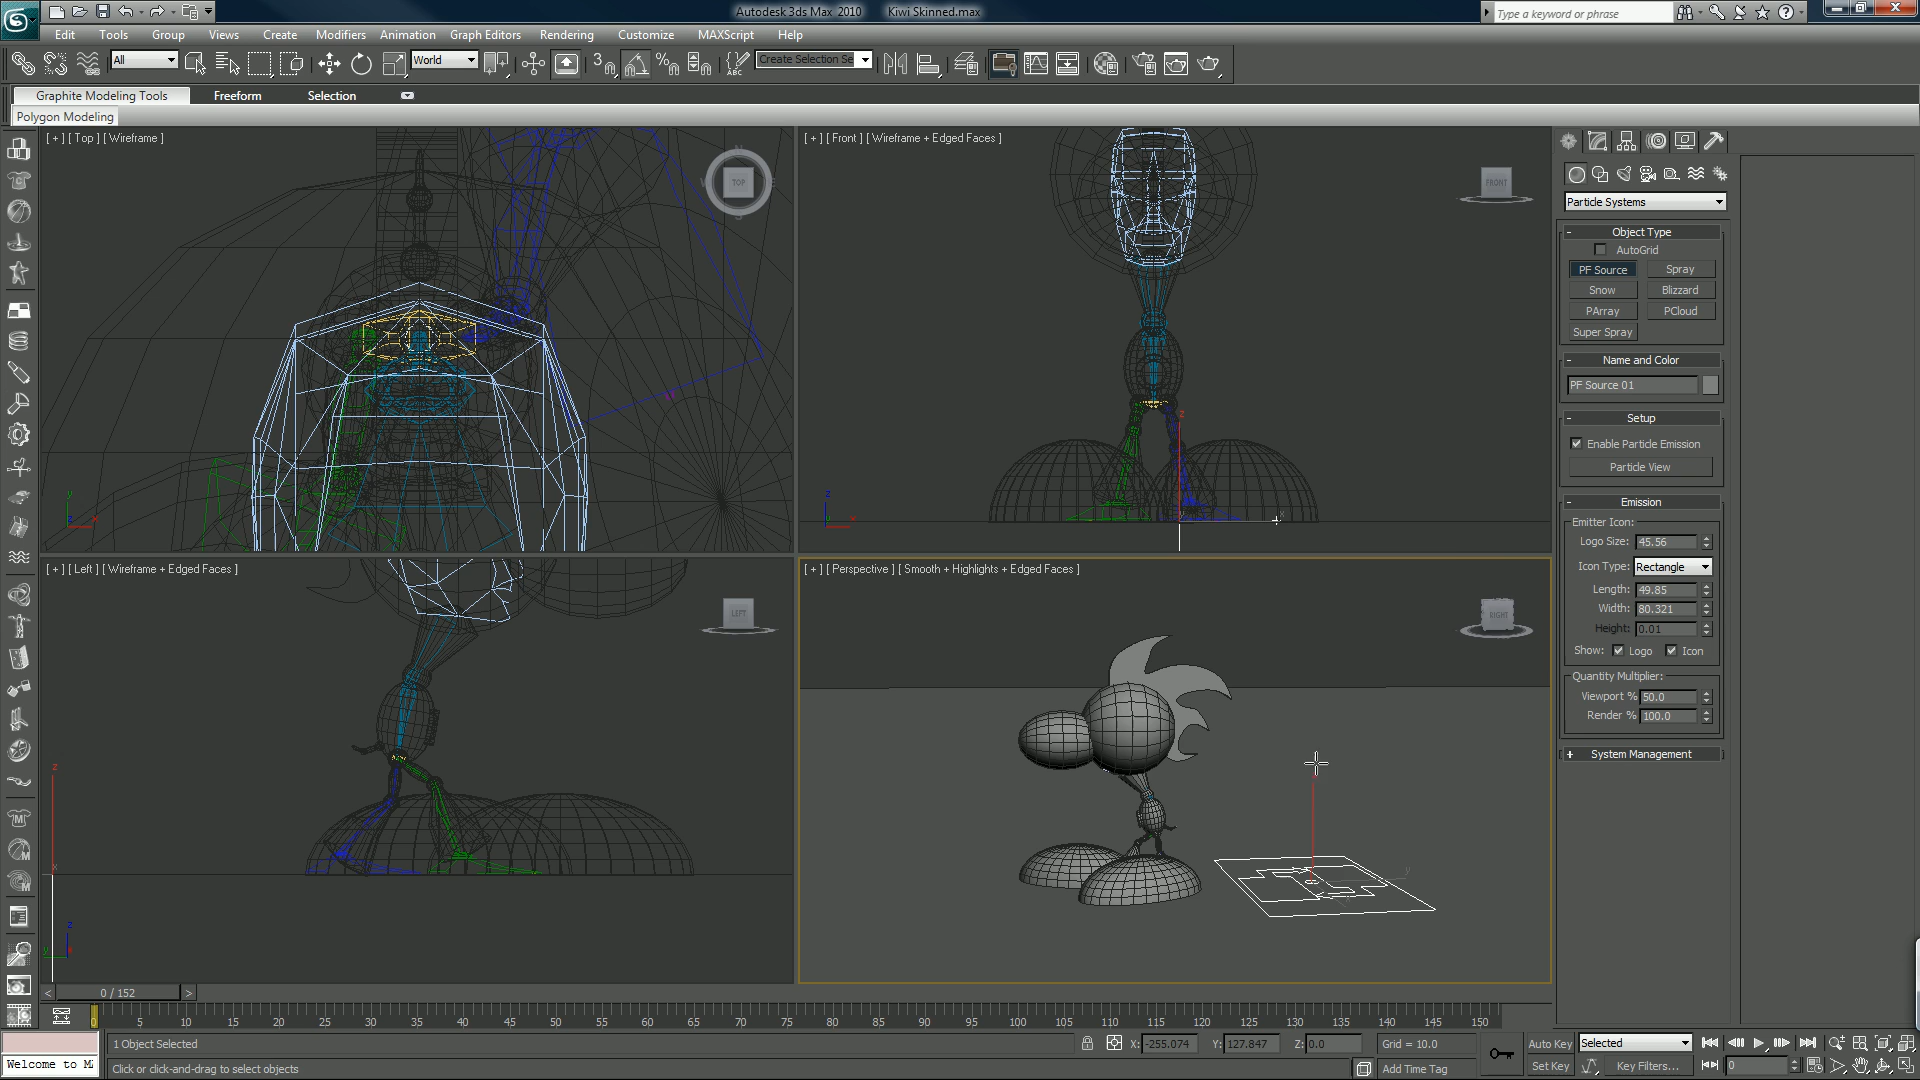 Autodesk 3ds Max 2010 Kiwi Skinned.max
Type a keyword or phrase
Edit Tools Group Views Create Modifiers Animation Graph Editors Rendering Customize MAXScript Help
All World Create Selection Se
Graphite Modeling Tools Freeform Selection
Polygon Modeling
[ + ] [ Top ] [ Wireframe ]
TOP
[ + ] [ Front ] [ Wireframe + Edged Faces ]
FRONT
[ + ] [ Left ] [ Wireframe + Edged Faces ]
LEFT
[ + ] [ Perspective ] [ Smooth + Highlights + Edged Faces ]
RIGHT
Particle Systems
- Object Type
AutoGrid
PF Source Spray
Snow Blizzard
PArray PCloud
Super Spray
- Name and Color
PF Source 01
- Setup
Enable Particle Emission
Particle View
- Emission
Emitter Icon:
Logo Size: 45.56
Icon Type: Rectangle
Length: 49.85
Width: 80.321
Height: 0.01
Show: Logo Icon
Quantity Multiplier:
Viewport % 50.0
Render % 100.0
+ System Management
< 0 / 152 >
0 5 10 15 20 25 30 35 40 45 50 55 60 65 70 75 80 85 90 95 100 105 110 115 120 125 130 135 140 145 150
1 Object Selected X: -255.074 Y: 127.847 Z: 0.0 Grid = 10.0 Auto Key Selected
Welcome to M
Click or click-and-drag to select objects Add Time Tag Set Key Key Filters... 0